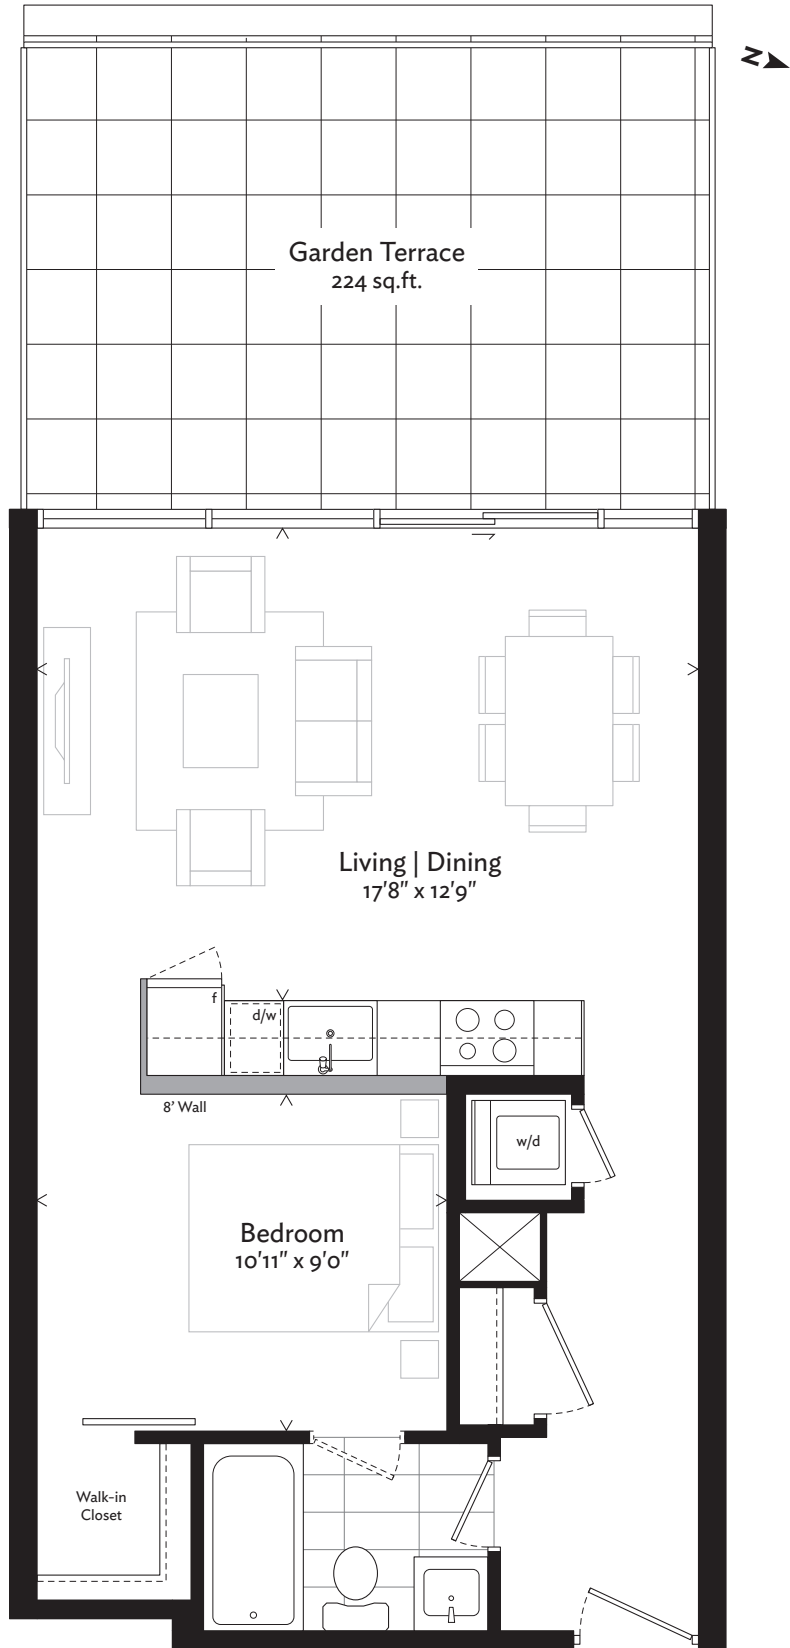 N
Garden Terrace
224 sq.ft.
Living | Dining
17'8" x 12'9"
f
d/w
8' Wall
w/d
Bedroom
10'11" x 9'0"
Walk-in
Closet